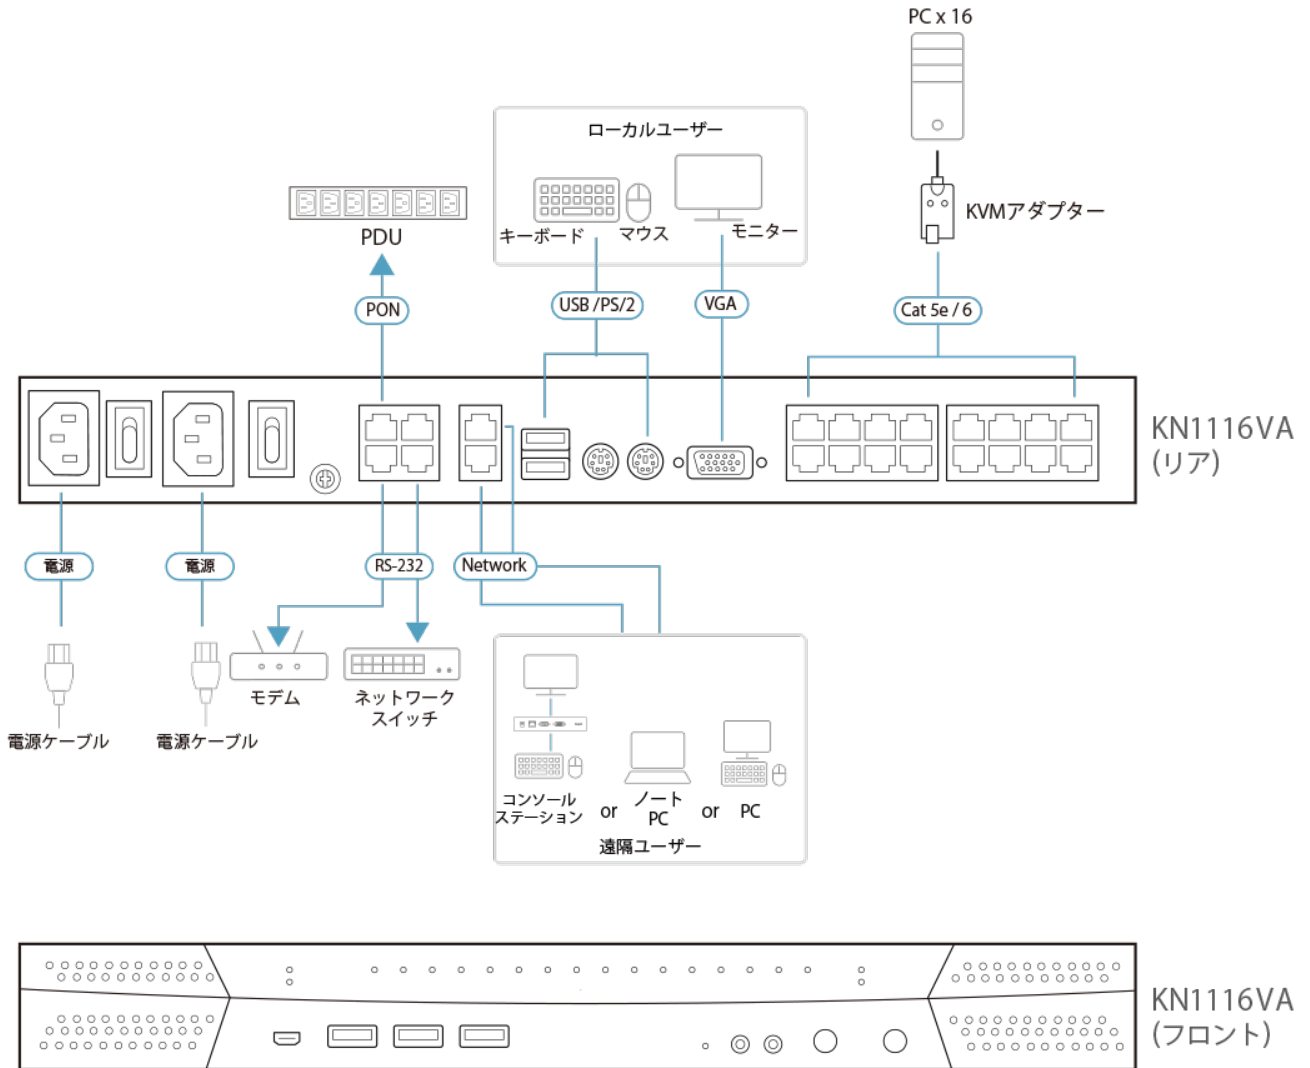 PC x 16
ローカルユーザー
キーボード
マウス
モニター
KVMアダプター
PDU
PON
USB /PS/2
VGA
Cat 5e / 6
KN1116VA
(リア)
電源
電源
RS-232
Network
電源ケーブル
電源ケーブル
モデム
ネットワーク
スイッチ
コンソール
ステーション
or
ノート
PC
or
PC
遠隔ユーザー
KN1116VA
(フロント)